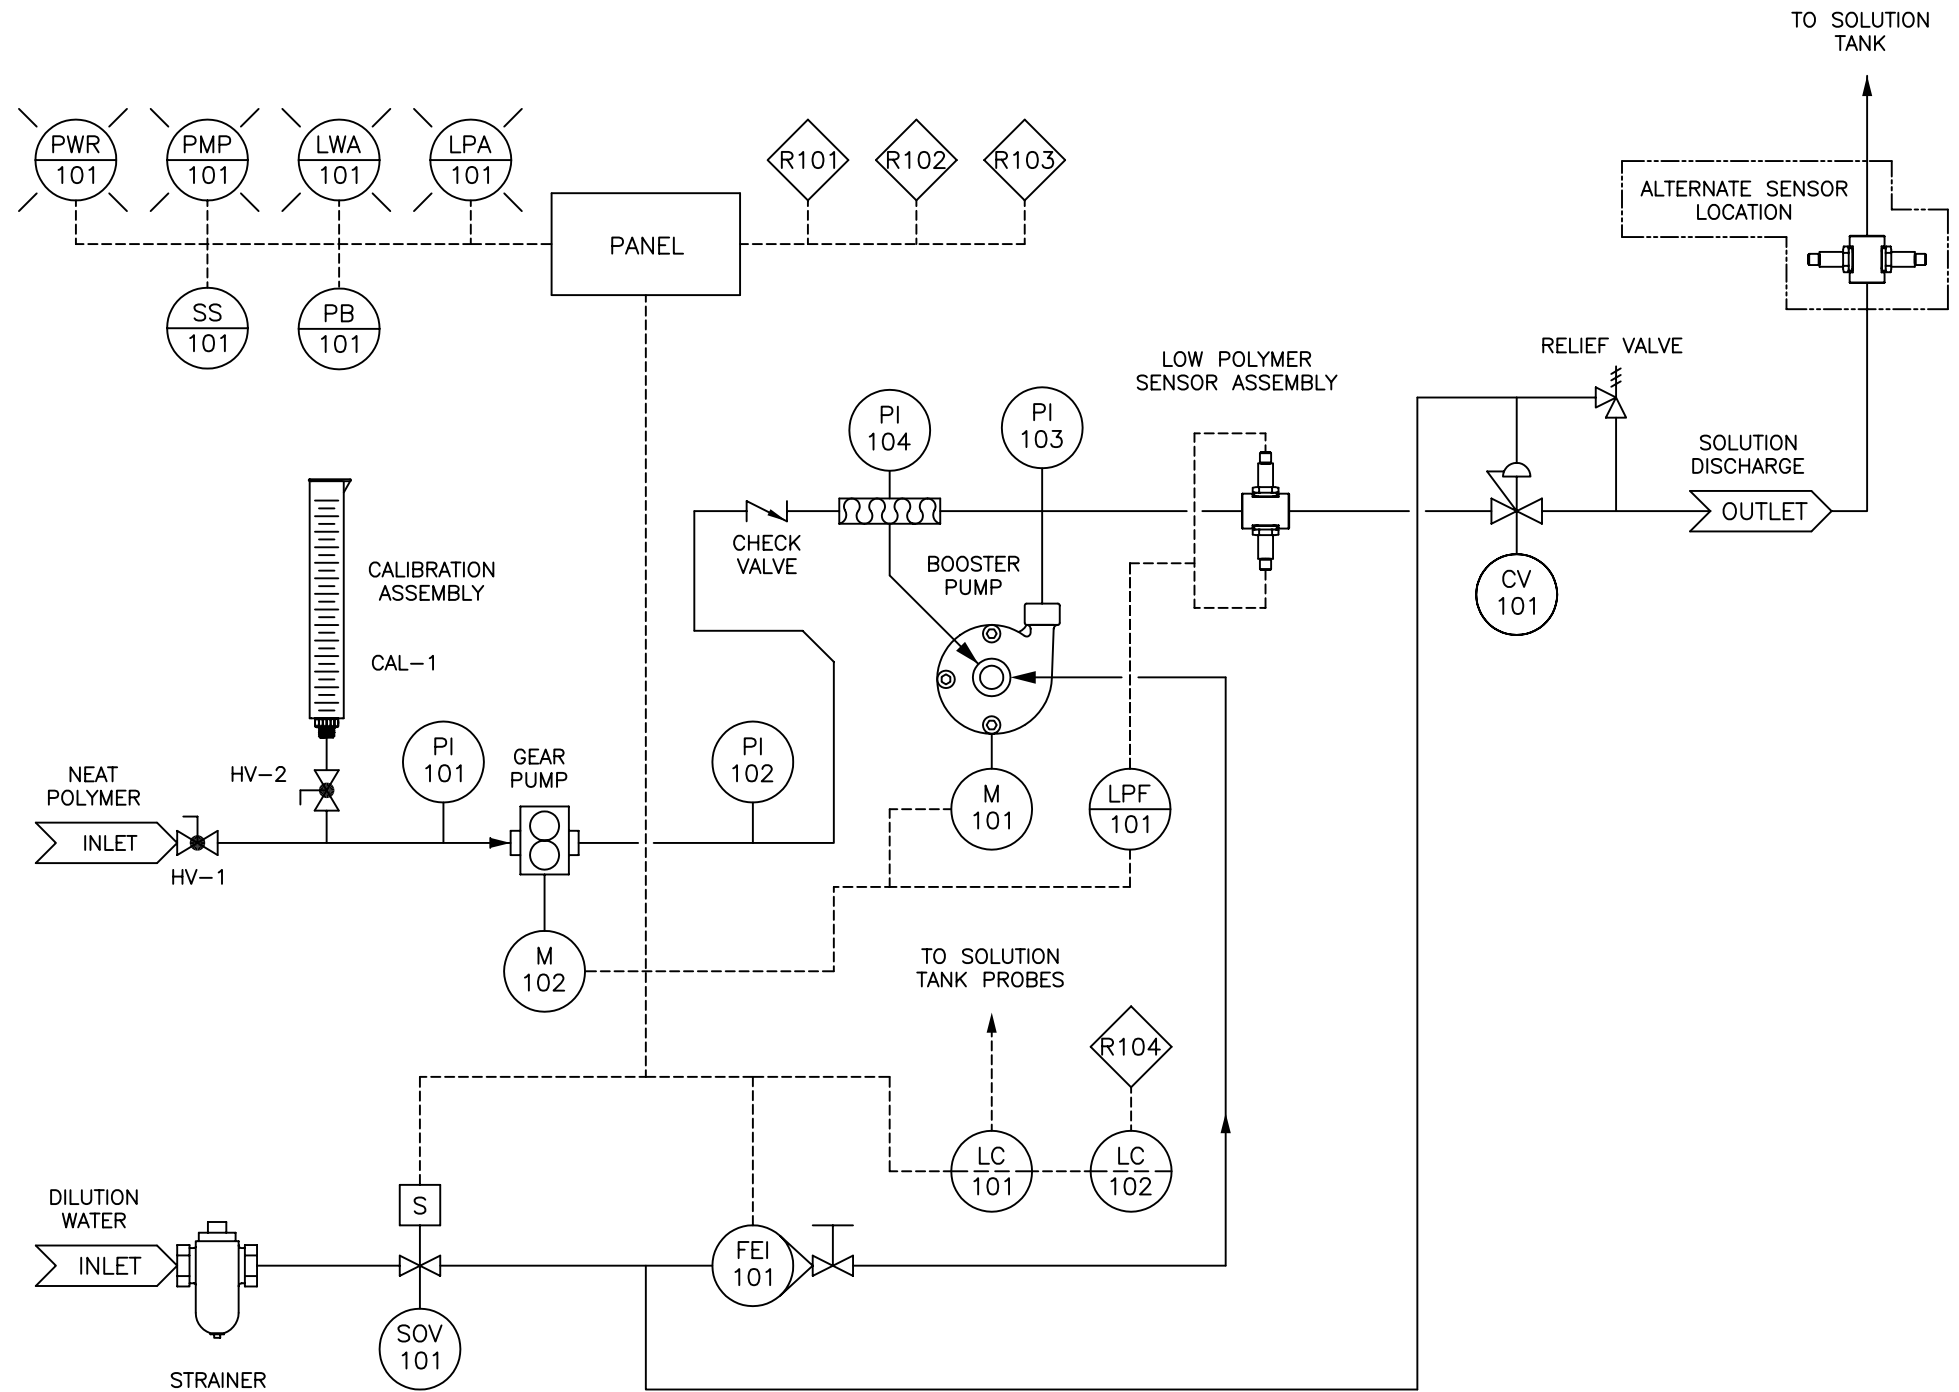 TO SOLUTION
TANK
PWR
101
PMP
101
LWA
101
LPA
101
R101
R102
R103
ALTERNATE SENSOR
LOCATION
PANEL
SS
101
PB
101
RELIEF VALVE
LOW POLYMER
SENSOR ASSEMBLY
PI
104
PI
103
SOLUTION
DISCHARGE
OUTLET
CHECK
VALVE
BOOSTER
PUMP
CALIBRATION
ASSEMBLY
CAL-1
CV
101
NEAT
POLYMER
INLET
HV-2
HV-1
PI
101
GEAR
PUMP
PI
102
M
101
LPF
101
M
102
TO SOLUTION
TANK PROBES
R104
LC
101
LC
102
DILUTION
WATER
INLET
S
FEI
101
SOV
101
STRAINER